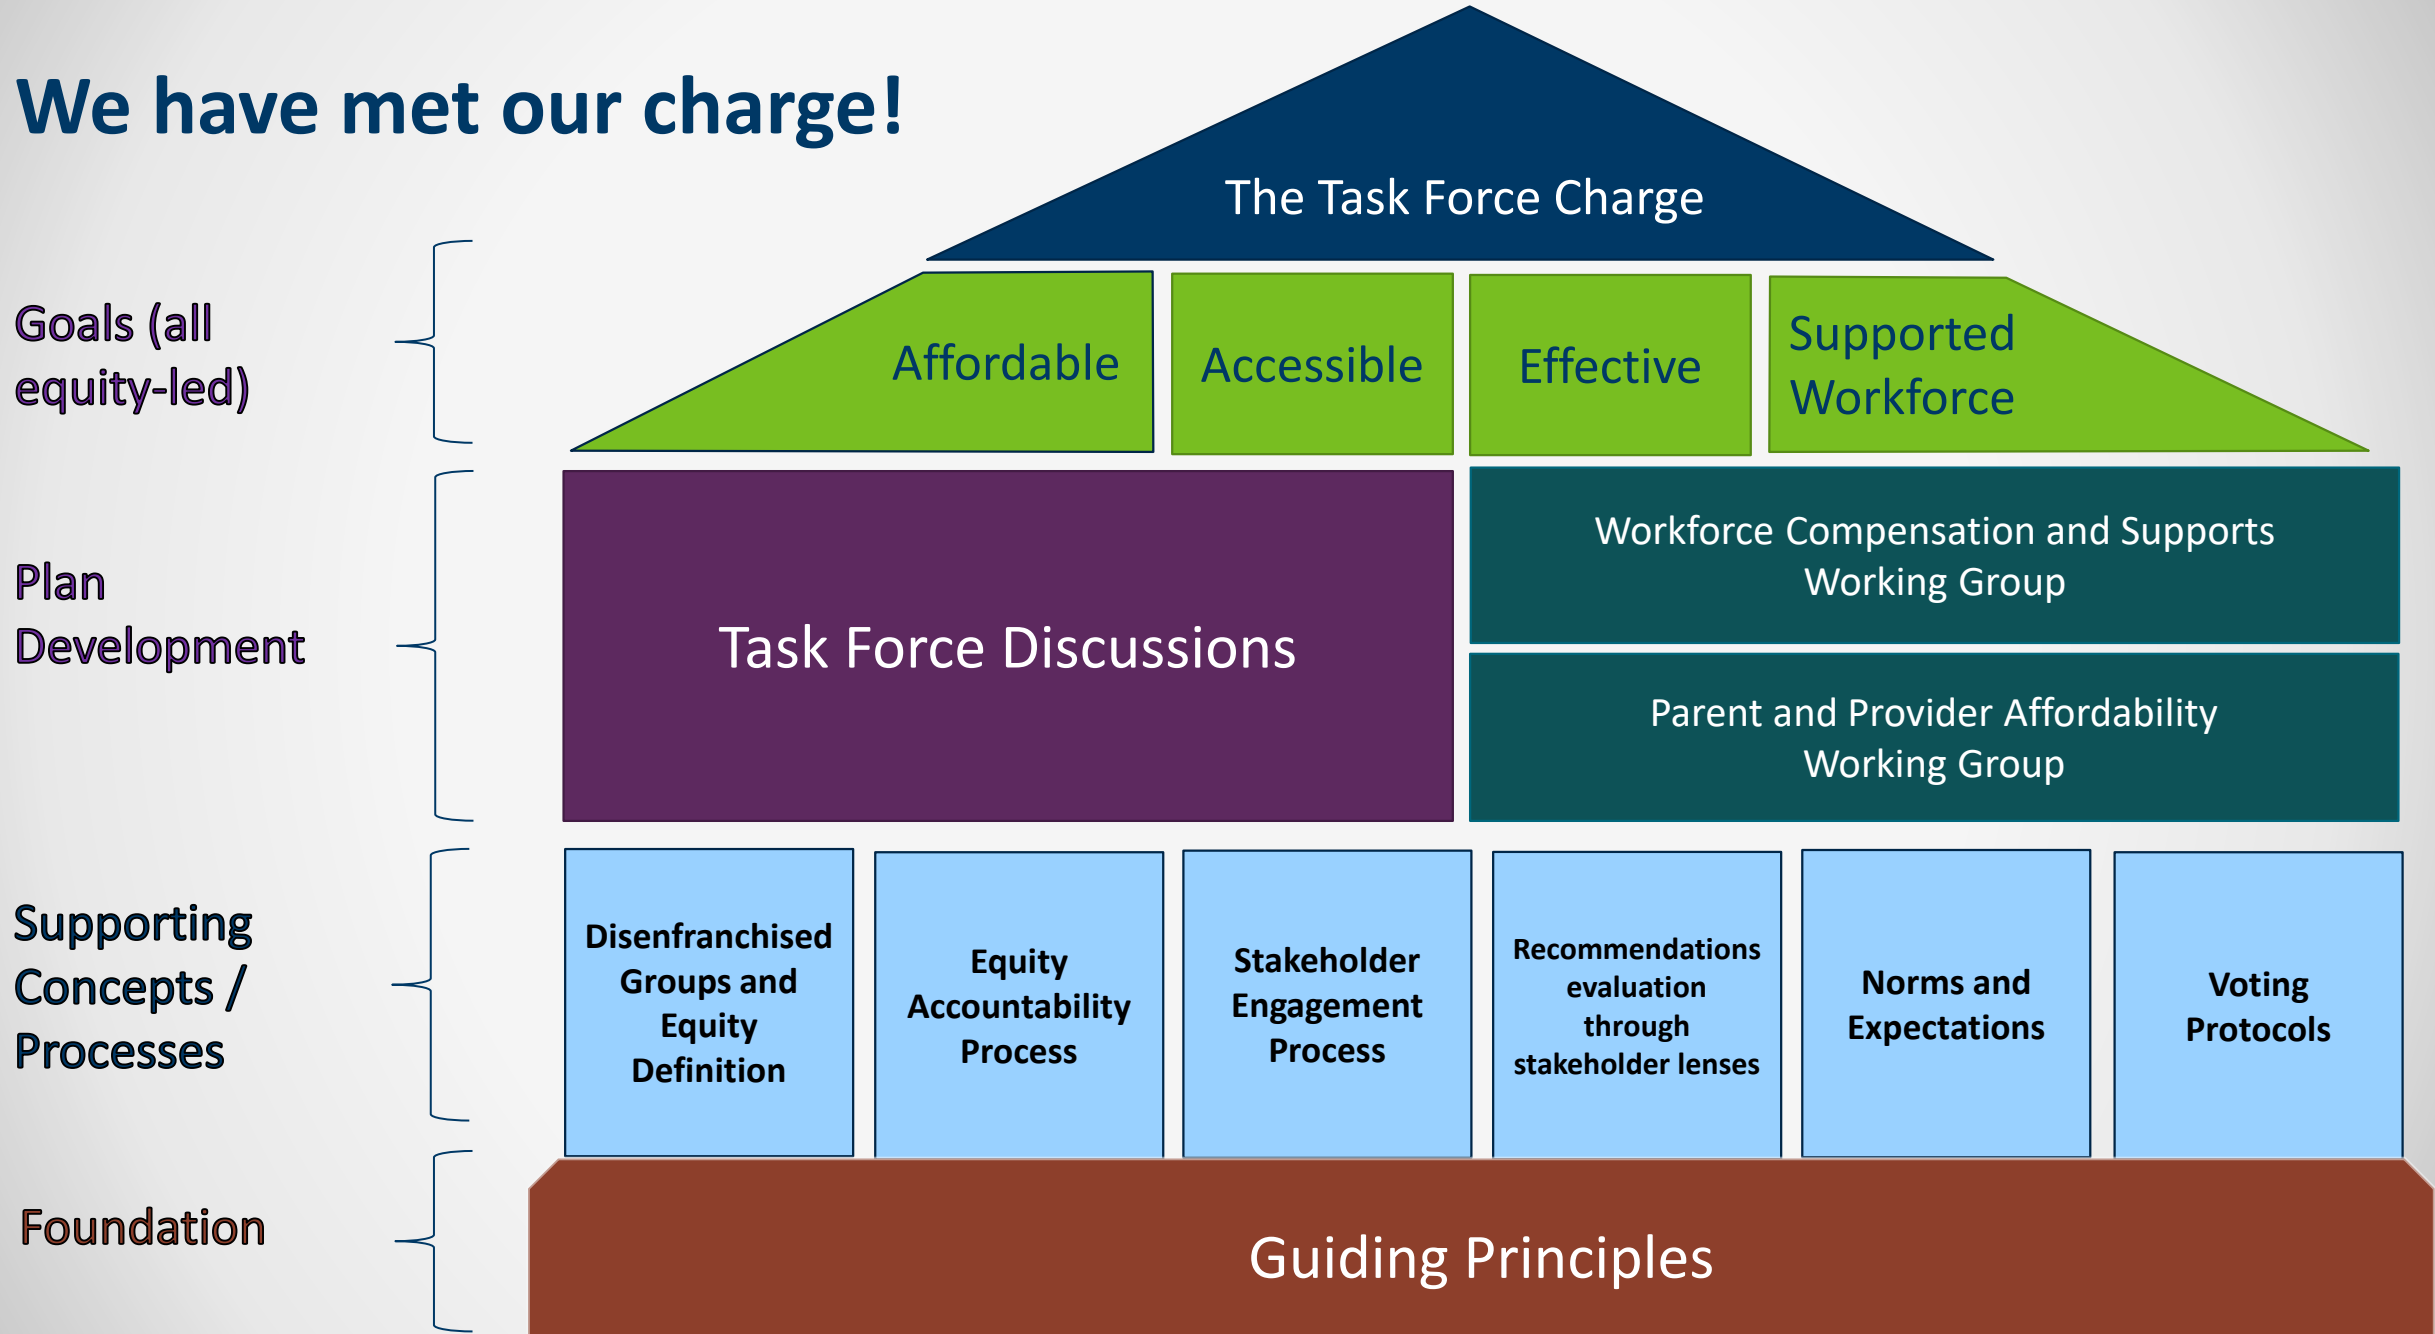 We have met our charge!
The Task Force Charge
Goals (all
equity-led)
Affordable
Accessible
Effective
Supported
Workforce
Plan
Development
Task Force Discussions
Workforce Compensation and Supports
Working Group
Parent and Provider Affordability
Working Group
Supporting
Concepts /
Processes
Disenfranchised
Groups and
Equity
Definition
Equity
Accountability
Process
Stakeholder
Engagement
Process
Recommendations
evaluation
through
stakeholder lenses
Norms and
Expectations
Voting
Protocols
Foundation
Guiding Principles